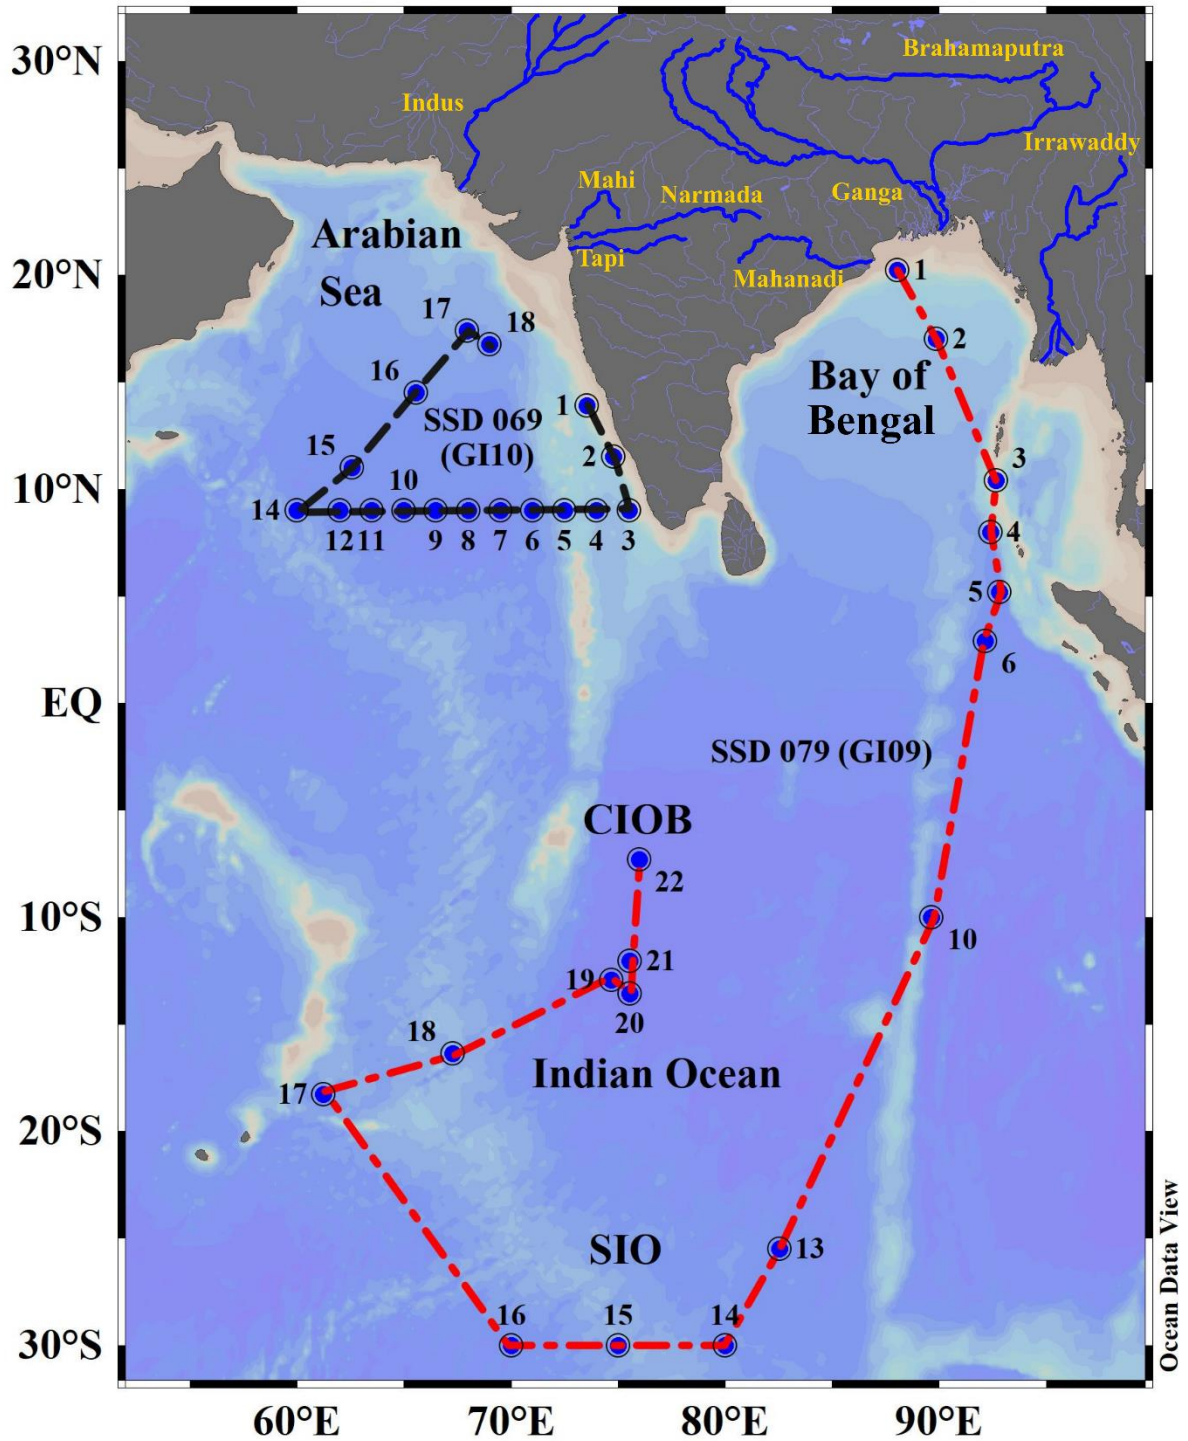 30°N
Brahamaputra
Indus
Irrawaddy
Mahi
Narmada
Ganga
Arabian
Sea
Tapi
Mahanadi
20°N
1
17
18
2
16
Bay of
Bengal
1
SSD 069
(GI10)
15
2
3
10°N
10
14
12
11
9
8
7
6
5
4
3
4
5
6
EQ
SSD 079 (GI09)
CIOB
22
10°S
10
21
19
20
18
Indian Ocean
17
20°S
SIO
13
16
15
14
30°S
Ocean Data View
60°E
70°E
80°E
90°E